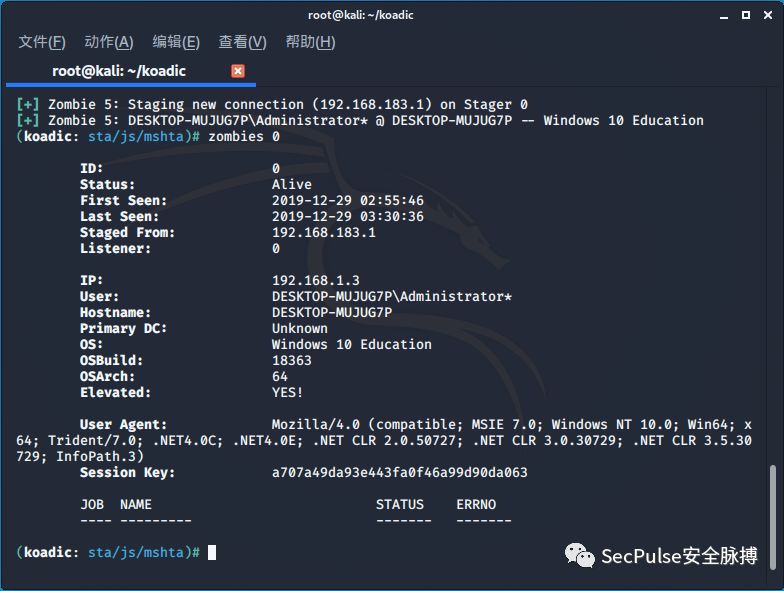 root@kali: ~/koadic
文件(F) 动作(A) 编辑(E) 查看(V) 帮助(H)
root@kali: ~/koadic
[+] Zombie 5: Staging new connection (192.168.183.1) on Stager 0
[+] Zombie 5: DESKTOP-MUJUG7P\Administrator* @ DESKTOP-MUJUG7P -- Windows 10 Education
(koadic: sta/js/mshta)# zombies 0
ID: 0
Status: Alive
First Seen: 2019-12-29 02:55:46
Last Seen: 2019-12-29 03:30:36
Staged From: 192.168.183.1
Listener: 0
IP: 192.168.1.3
User: DESKTOP-MUJUG7P\Administrator*
Hostname: DESKTOP-MUJUG7P
Primary DC: Unknown
OS: Windows 10 Education
OSBuild: 18363
OSArch: 64
Elevated: YES!
User Agent: Mozilla/4.0 (compatible; MSIE 7.0; Windows NT 10.0; Win64; x
64; Trident/7.0; .NET4.0C; .NET4.0E; .NET CLR 2.0.50727; .NET CLR 3.0.30729; .NET CLR 3.5.30
729; InfoPath.3)
Session Key: a707a49da93e443fa0f46a99d90da063
JOB NAME STATUS ERRNO
---- --------- ------- -------
(koadic: sta/js/mshta)#
SecPulse安全脉搏